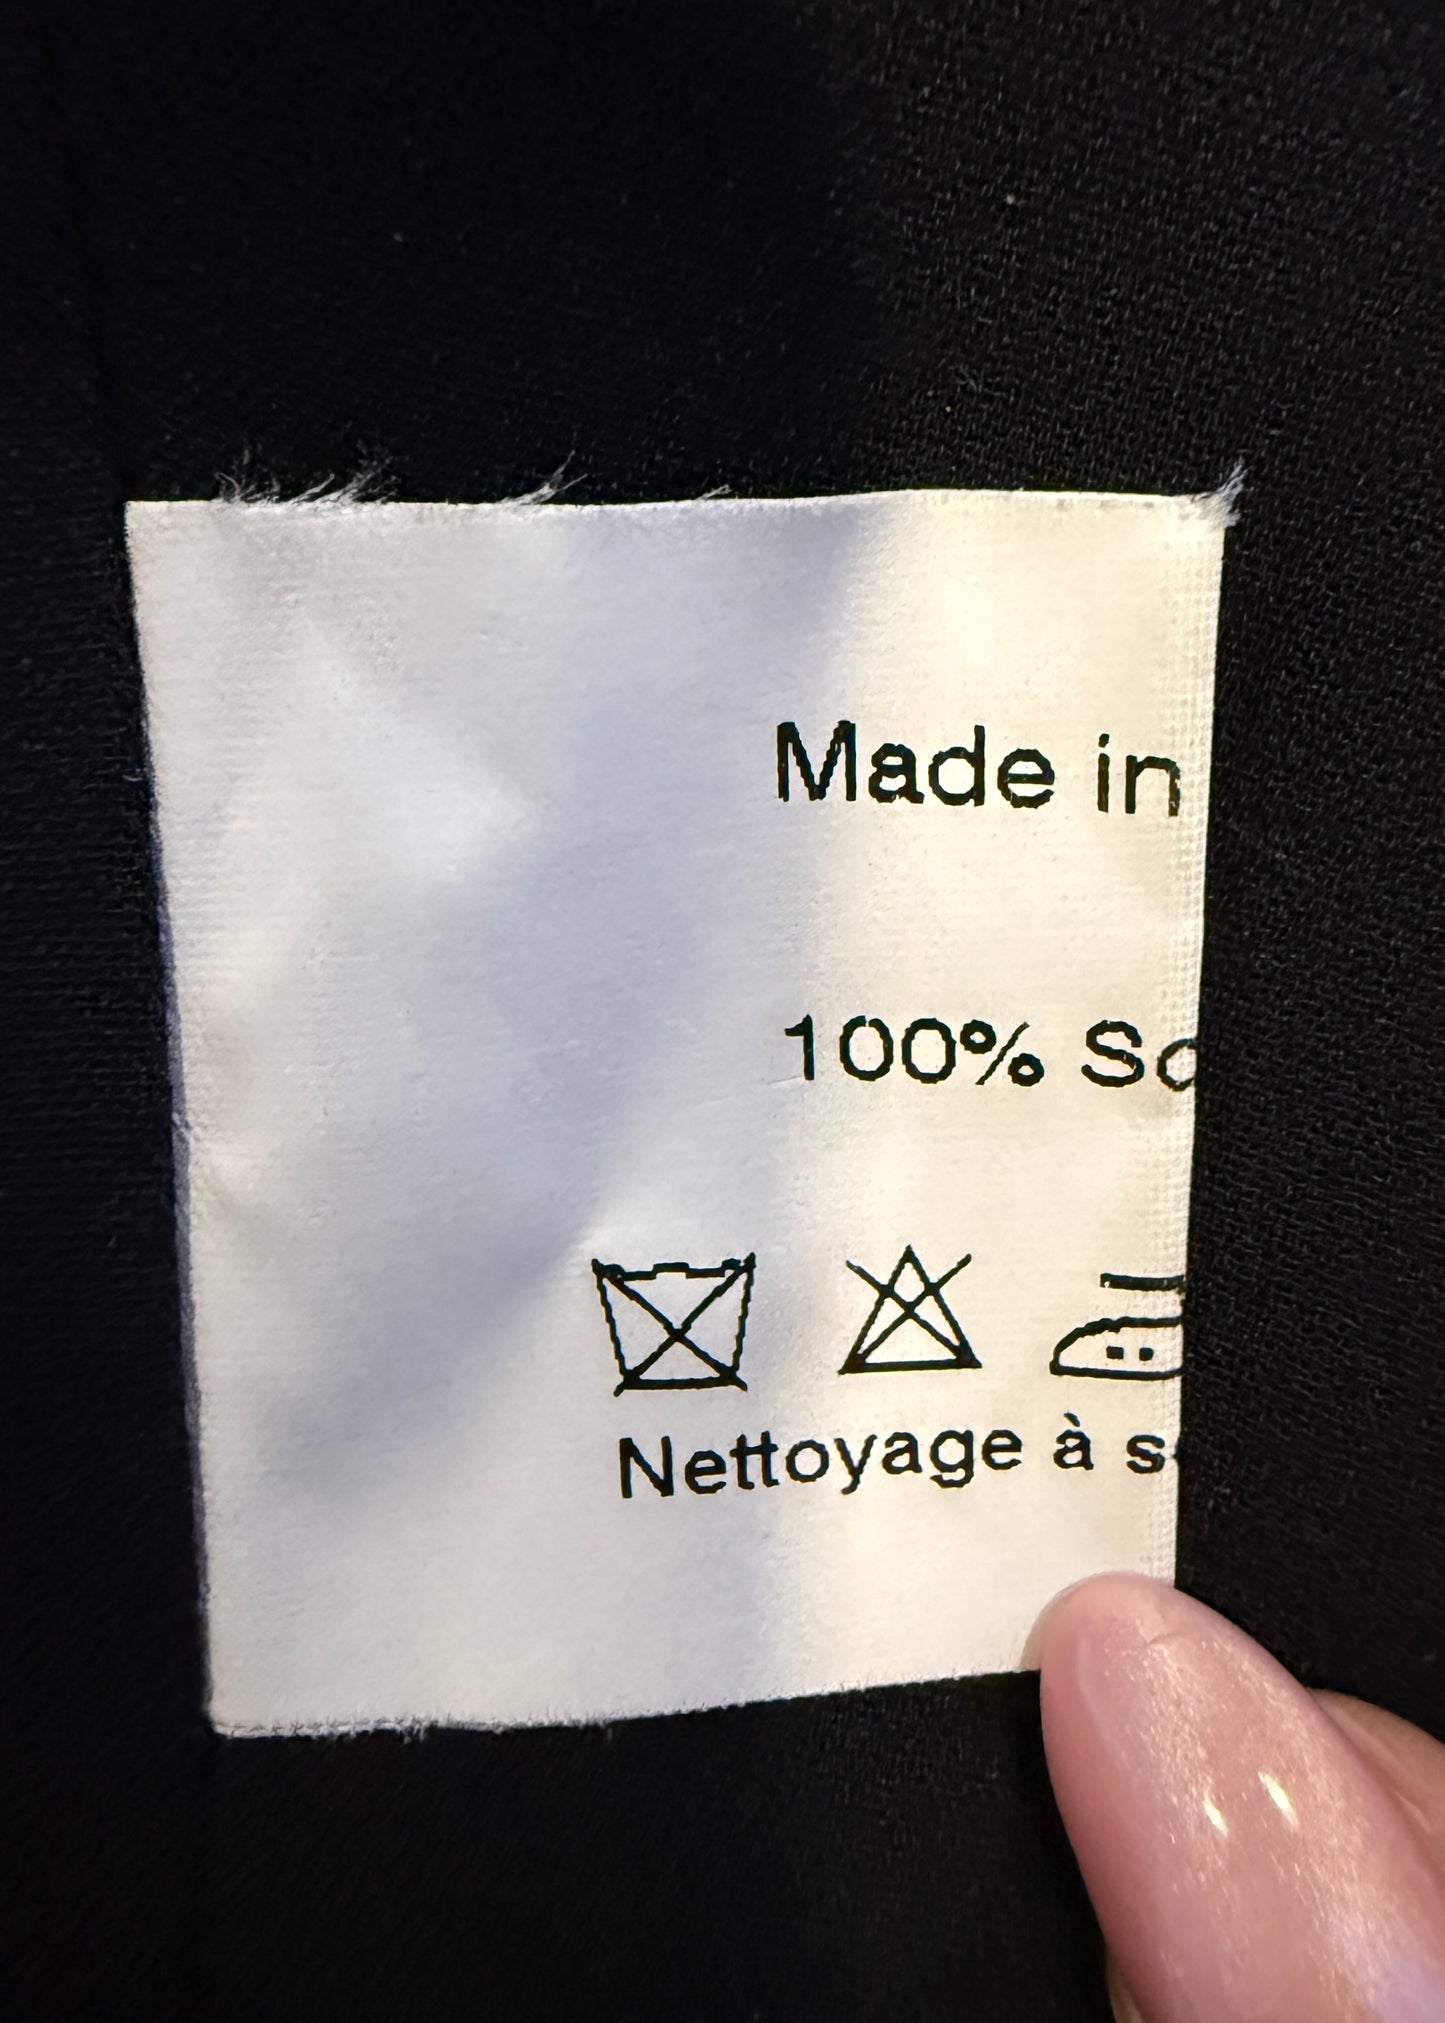 Made in
100% So
Nettoyage à s